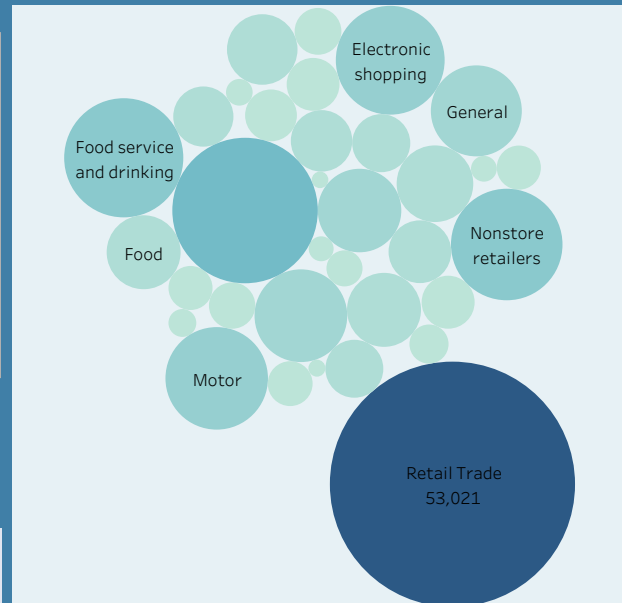 Electronic
shopping
General
Food service
and drinking
Nonstore
retailers
Food
Motor
Retail Trade
53,021